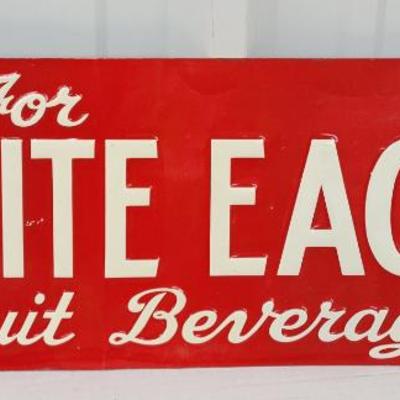 For
ITE EAG
uit Beverag